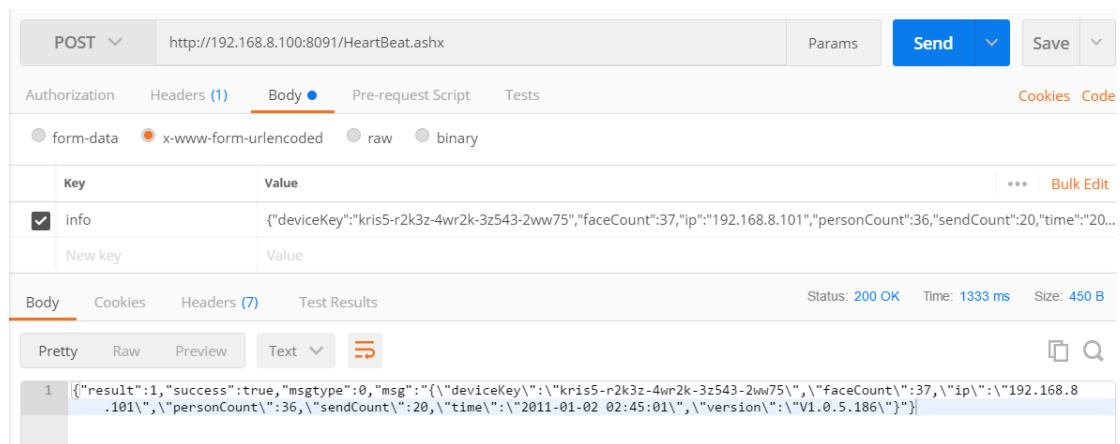 POST http://192.168.8.100:8091/HeartBeat.ashx Params Send Save
Authorization Headers (1) Body Pre-request Script Tests Cookies Code
form-data x-www-form-urlencoded raw binary
Key Value Bulk Edit
info {"deviceKey":"kris5-r2k3z-4wr2k-3z543-2ww75","faceCount":37,"ip":"192.168.8.101","personCount":36,"sendCount":20,"time":"20...
New key Value
Body Cookies Headers (7) Test Results Status: 200 OK Time: 1333 ms Size: 450 B
Pretty Raw Preview Text
1 {"result":1,"success":true,"msgtype":0,"msg":"{\"deviceKey\":\"kris5-r2k3z-4wr2k-3z543-2ww75\",\"faceCount\":37,\"ip\":\"192.168.8
.101\",\"personCount\":36,\"sendCount\":20,\"time\":\"2011-01-02 02:45:01\",\"version\":\"V1.0.5.186\"}"}